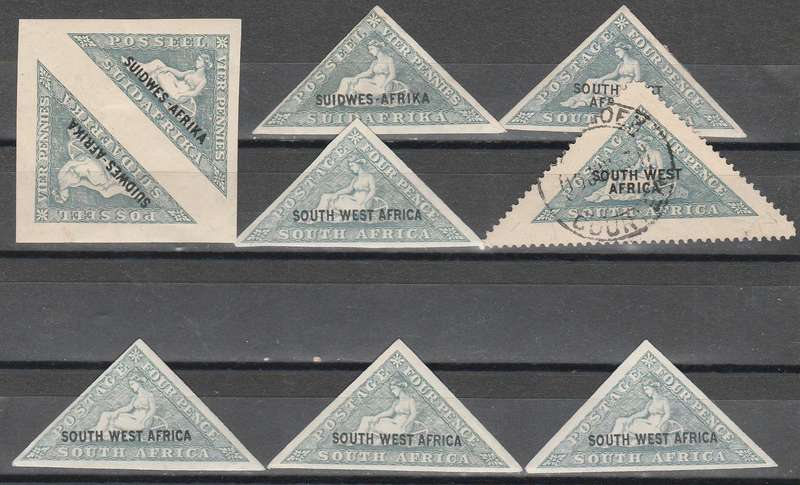 POSSEEL
VIER PENNIES
SUIDAFRIKA
SUIDWES-AFRIKA
VIER PENNIES
POSSEEL
SUIDAFRIKA
SUIDWES-AFRIKA
POSSEEL
VIER PENNIES
SUIDWES-AFRIKA
SUIDAFRIKA
POSTAGE
FOUR PENCE
SOUTH WEST
POSTAGE
FOUR PENCE
SOUTH WEST AFRICA
SOUTH AFRICA
SOUTH WEST
AFRICA
SOUTH AFRICA
POSTAGE
FOUR PENCE
SOUTH WEST AFRICA
SOUTH AFRICA
POSTAGE
FOUR PENCE
SOUTH WEST AFRICA
SOUTH AFRICA
POSTAGE
FOUR PENCE
SOUTH WEST AFRICA
SOUTH AFRICA